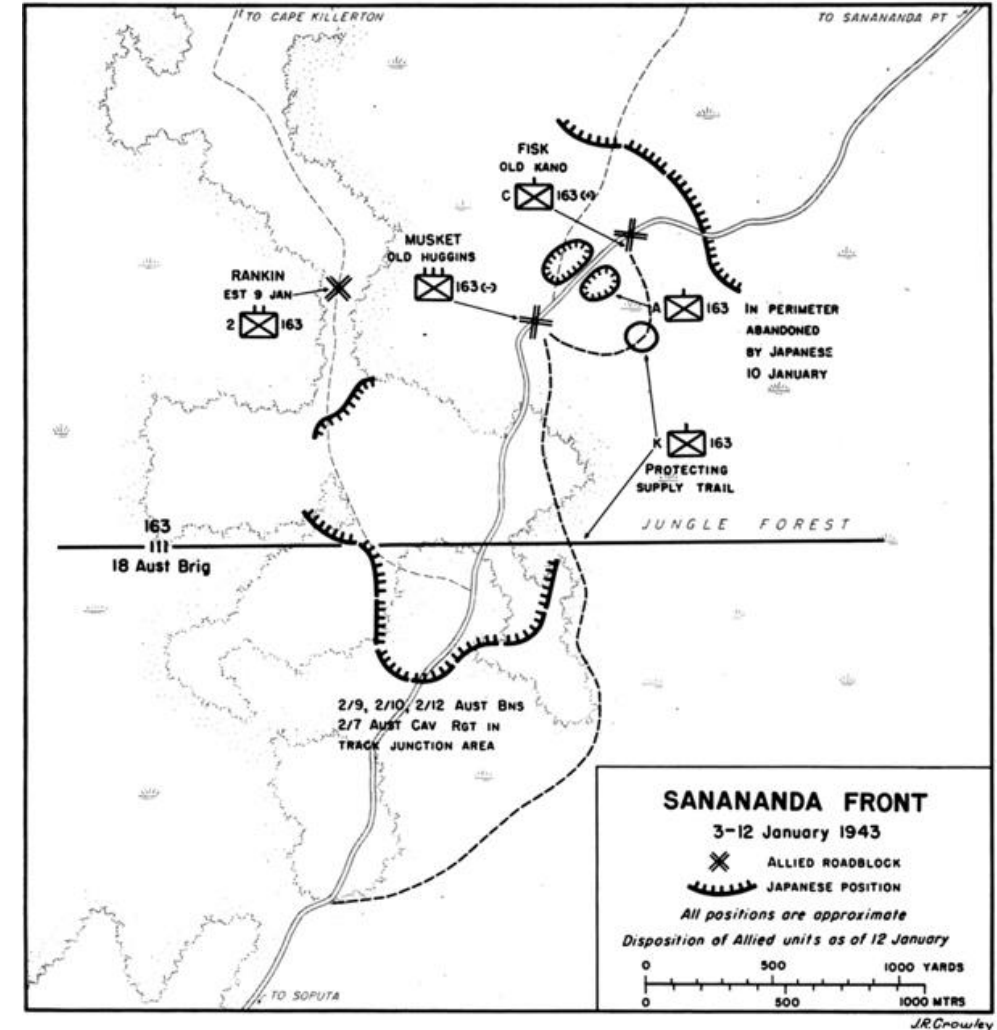 TO CAPE KILLERTON
TO SANANANDA PT
FISK
OLD KANO
C 163(+)
MUSKET
OLD HUGGINS
163(-)
RANKIN
EST 9 JAN
2 163
A 163
IN PERIMETER
ABANDONED
BY JAPANESE
10 JANUARY
K 163
PROTECTING
SUPPLY TRAIL
JUNGLE FOREST
163
18 Aust Brig
2/9, 2/10, 2/12 AUST BNS
2/7 AUST CAV RGT IN
TRACK JUNCTION AREA
TO SOPUTA
SANANANDA FRONT
3-12 January 1943
ALLIED ROADBLOCK
JAPANESE POSITION
All positions are approximate
Disposition of Allied units as of 12 January
0 500 1000 YARDS
0 500 1000 MTRS
J.R.Crowley